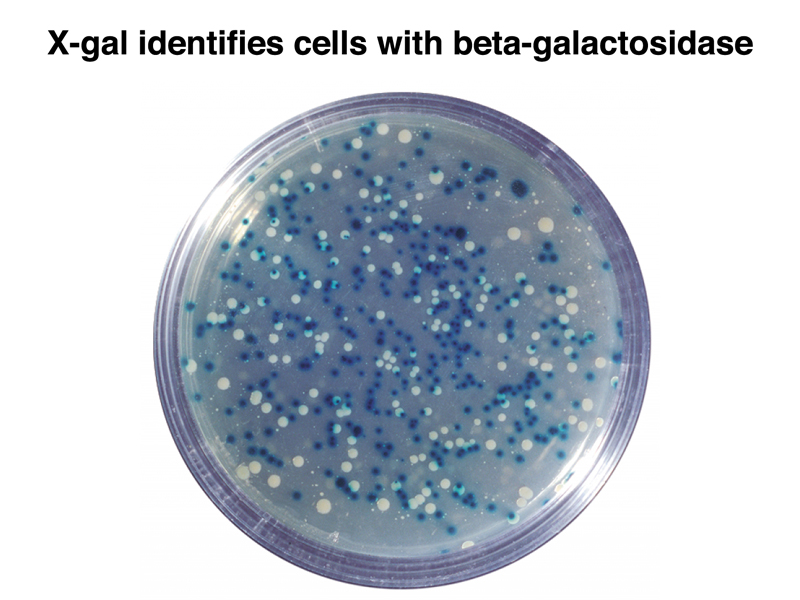 X-gal identifies cells with beta-galactosidase